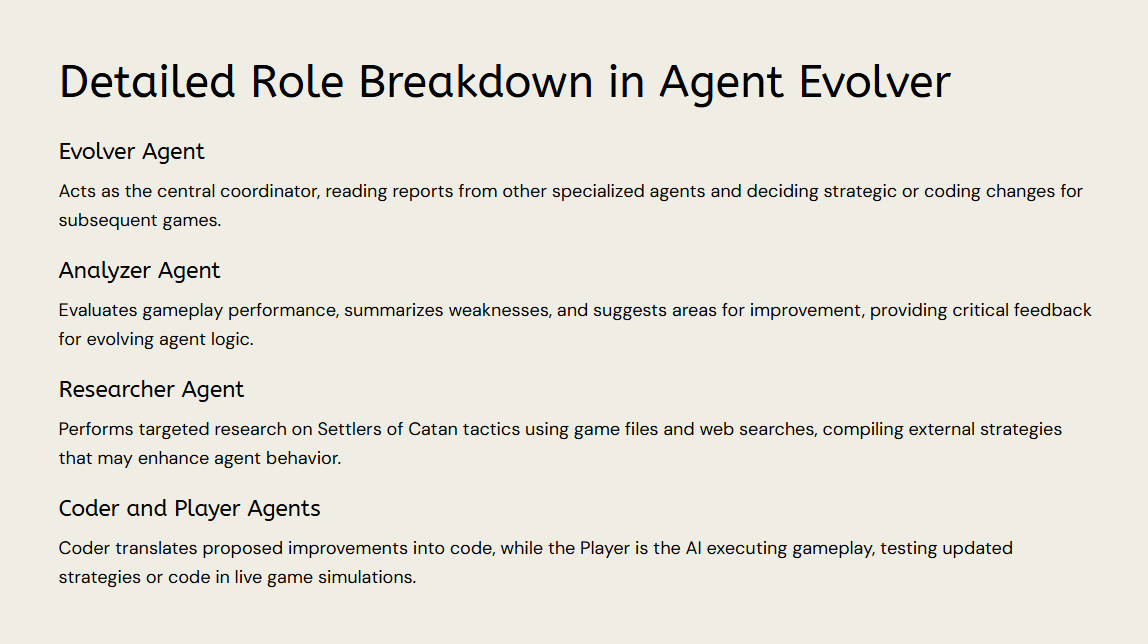 Detailed Role Breakdown in Agent Evolver
Evolver Agent
Acts as the central coordinator, reading reports from other specialized agents and deciding strategic or coding changes for
subsequent games.
Analyzer Agent
Evaluates gameplay performance, summarizes weaknesses, and suggests areas for improvement, providing critical feedback
for evolving agent logic.
Researcher Agent
Performs targeted research on Settlers of Catan tactics using game files and web searches, compiling external strategies
that may enhance agent behavior.
Coder and Player Agents
Coder translates proposed improvements into code, while the Player is the AI executing gameplay, testing updated
strategies or code in live game simulations.